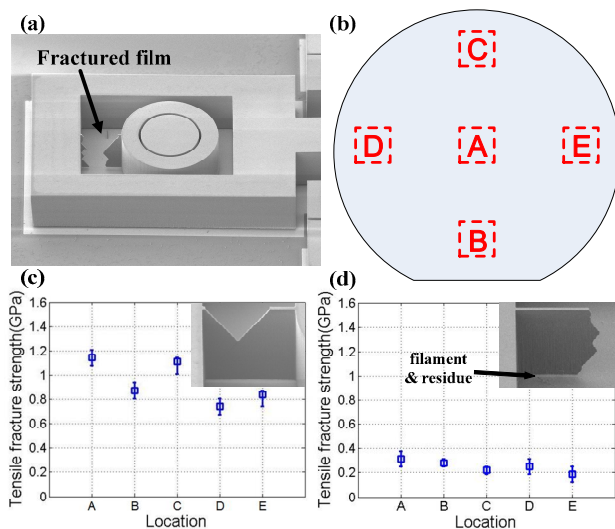 (a)
Fractured film
(b)
C
D
A
E
B
(c)
Tensile fracture strength(GPa)
1.6
1.4
1.2
1
0.8
0.6
0.4
0.2
0
A
B
C
D
E
Location
(d)
Tensile fracture strength(GPa)
1.6
1.4
1.2
1
0.8
0.6
0.4
0.2
0
filament
& residue
A
B
C
D
E
Location